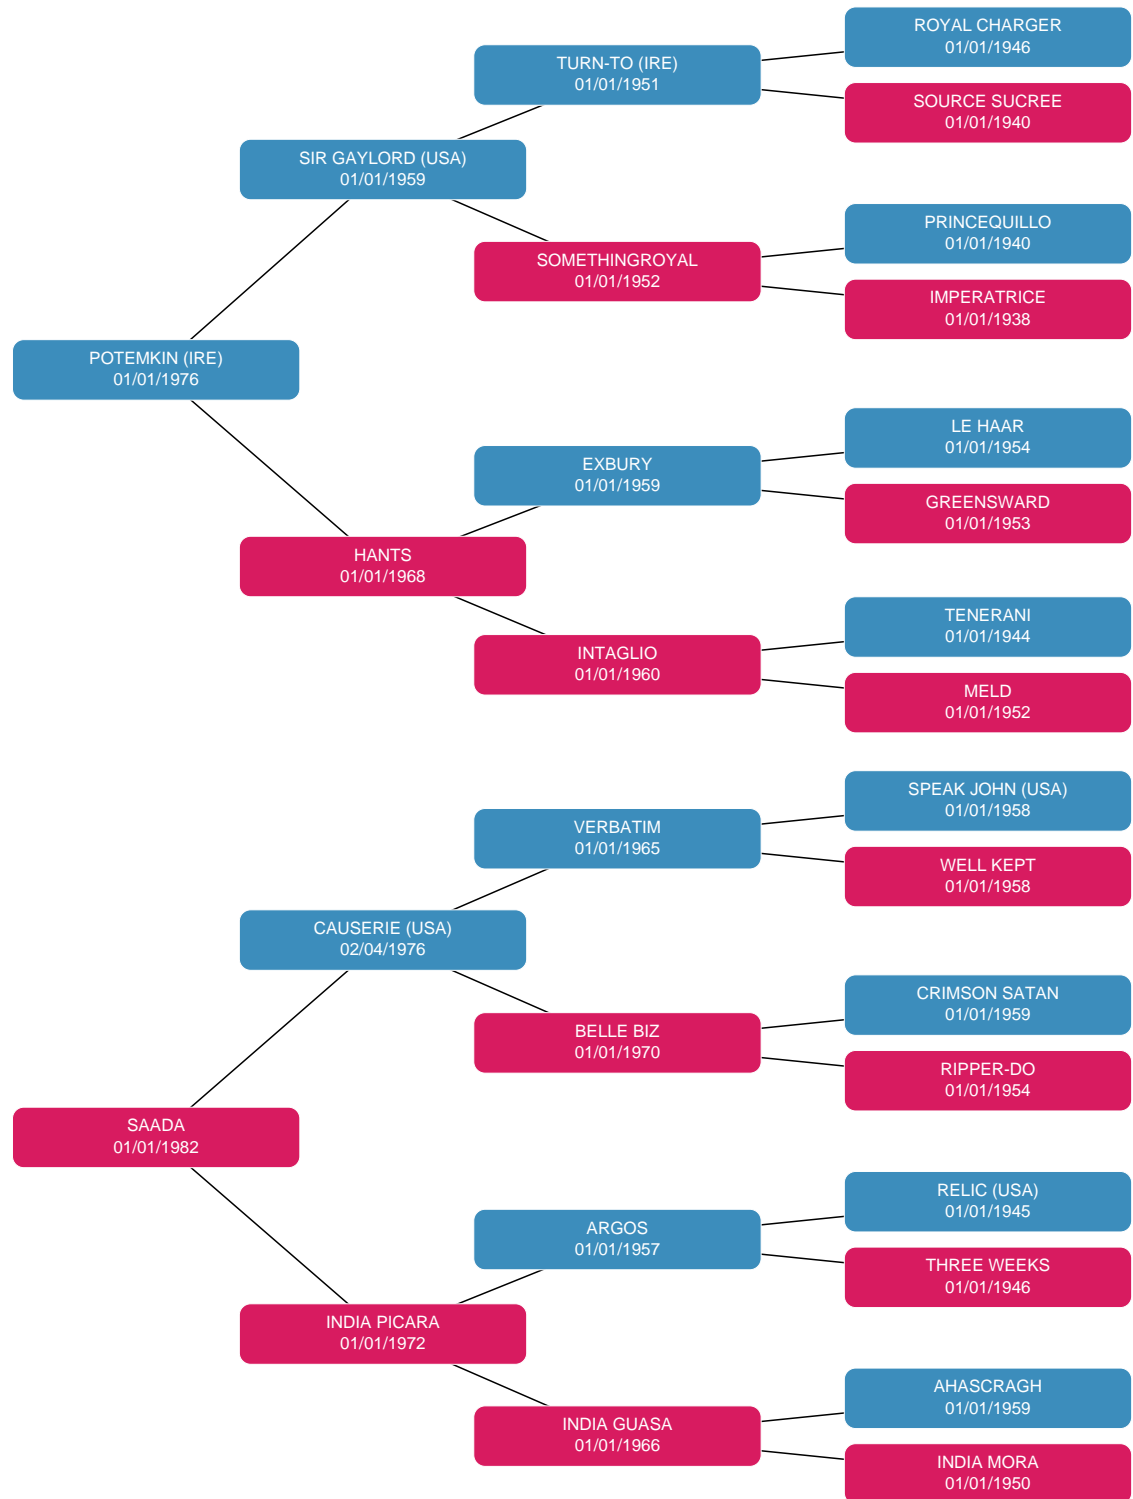 ROYAL CHARGER
01/01/1946
TURN-TO (IRE)
01/01/1951
SOURCE SUCREE
01/01/1940
SIR GAYLORD (USA)
01/01/1959
PRINCEQUILLO
01/01/1940
SOMETHINGROYAL
01/01/1952
IMPERATRICE
01/01/1938
POTEMKIN (IRE)
01/01/1976
LE HAAR
01/01/1954
EXBURY
01/01/1959
GREENSWARD
01/01/1953
HANTS
01/01/1968
TENERANI
01/01/1944
INTAGLIO
01/01/1960
MELD
01/01/1952
SPEAK JOHN (USA)
01/01/1958
VERBATIM
01/01/1965
WELL KEPT
01/01/1958
CAUSERIE (USA)
02/04/1976
CRIMSON SATAN
01/01/1959
BELLE BIZ
01/01/1970
RIPPER-DO
01/01/1954
SAADA
01/01/1982
RELIC (USA)
01/01/1945
ARGOS
01/01/1957
THREE WEEKS
01/01/1946
INDIA PICARA
01/01/1972
AHASCRAGH
01/01/1959
INDIA GUASA
01/01/1966
INDIA MORA
01/01/1950